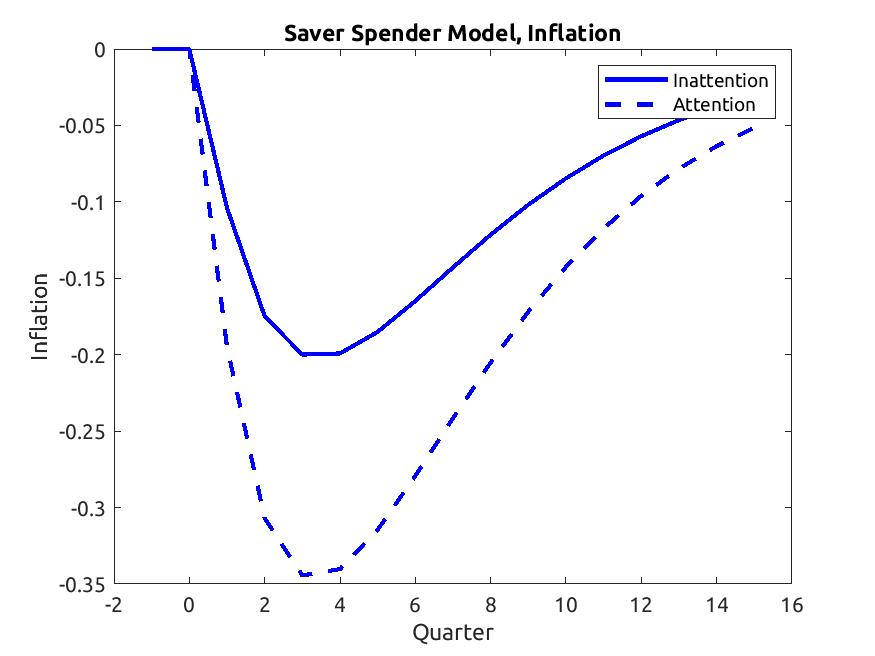 Saver Spender Model, Inflation
0
-0.05
-0.1
-0.15
-0.2
-0.25
-0.3
-0.35
Inflation
Inattention
Attention
-2 0 2 4 6 8 10 12 14 16
Quarter